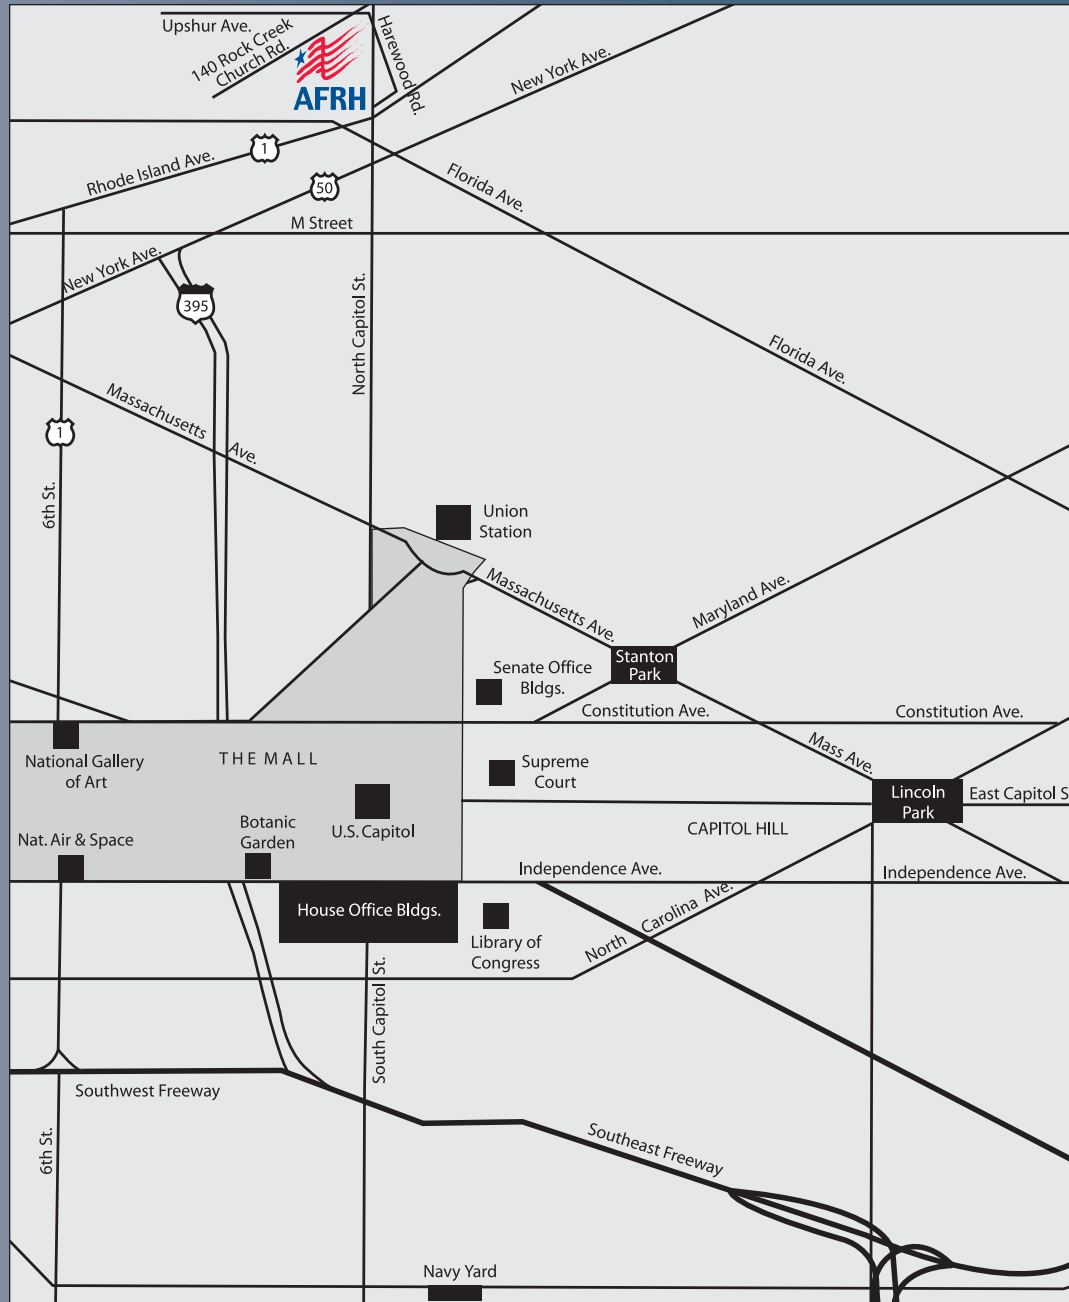 Upshur Ave.
140 Rock Creek
Church Rd.
Harewood Rd.
AFRH
New York Ave.
1
Rhode Island Ave.
50
Florida Ave.
M Street
New York Ave.
395
North Capitol St.
Florida Ave.
Massachusetts Ave.
1
6th St.
Union
Station
Massachusetts Ave.
Maryland Ave.
Stanton
Park
Senate Office
Bldgs.
Constitution Ave.
Constitution Ave.
National Gallery
of Art
THE MALL
Supreme
Court
Mass Ave.
Lincoln
Park
East Capitol S
U.S. Capitol
CAPITOL HILL
Nat. Air & Space
Botanic
Garden
Independence Ave.
Independence Ave.
House Office Bldgs.
North Carolina Ave.
Library of
Congress
South Capitol St.
Southwest Freeway
6th St.
Southeast Freeway
Navy Yard